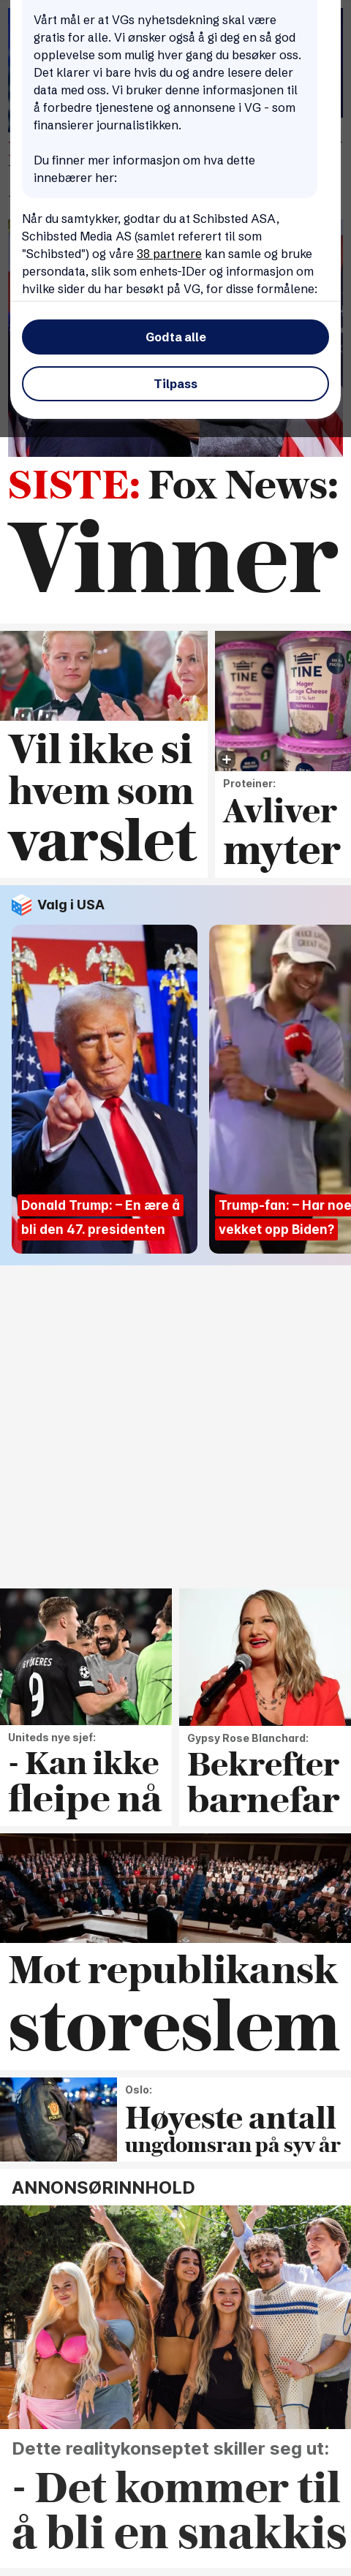 Vårt mål er at VGs nyhetsdekning skal være
gratis for alle. Vi ønsker også å gi deg en så god
opplevelse som mulig hver gang du besøker oss.
Det klarer vi bare hvis du og andre lesere deler
data med oss. Vi bruker denne informasjonen til
å forbedre tjenestene og annonsene i VG - som
finansierer journalistikken.
Du finner mer informasjon om hva dette
innebærer her:
Når du samtykker, godtar du at Schibsted ASA,
Schibsted Media AS (samlet referert til som
"Schibsted") og våre 38 partnere kan samle og bruke
persondata, slik som enhets-IDer og informasjon om
hvilke sider du har besøkt på VG, for disse formålene:
Godta alle
Tilpass
SISTE: Fox News:
Vinner
Vil ikke si
hvem som
varslet
TINE
TINE
Mager
Cottage Cheese
Proteiner:
Avliver
myter
Valg i USA
Donald Trump: – En ære å
bli den 47. presidenten
Trump-fan: – Har noe
vekket opp Biden?
GYÖKERES
9
Uniteds nye sjef:
- Kan ikke
fleipe nå
Gypsy Rose Blanchard:
Bekrefter
barnefar
Mot republikansk
storeslem
Oslo:
Høyeste antall
ungdomsran på syv år
ANNONSØRINNHOLD
Dette realitykonseptet skiller seg ut:
- Det kommer til
å bli en snakkis